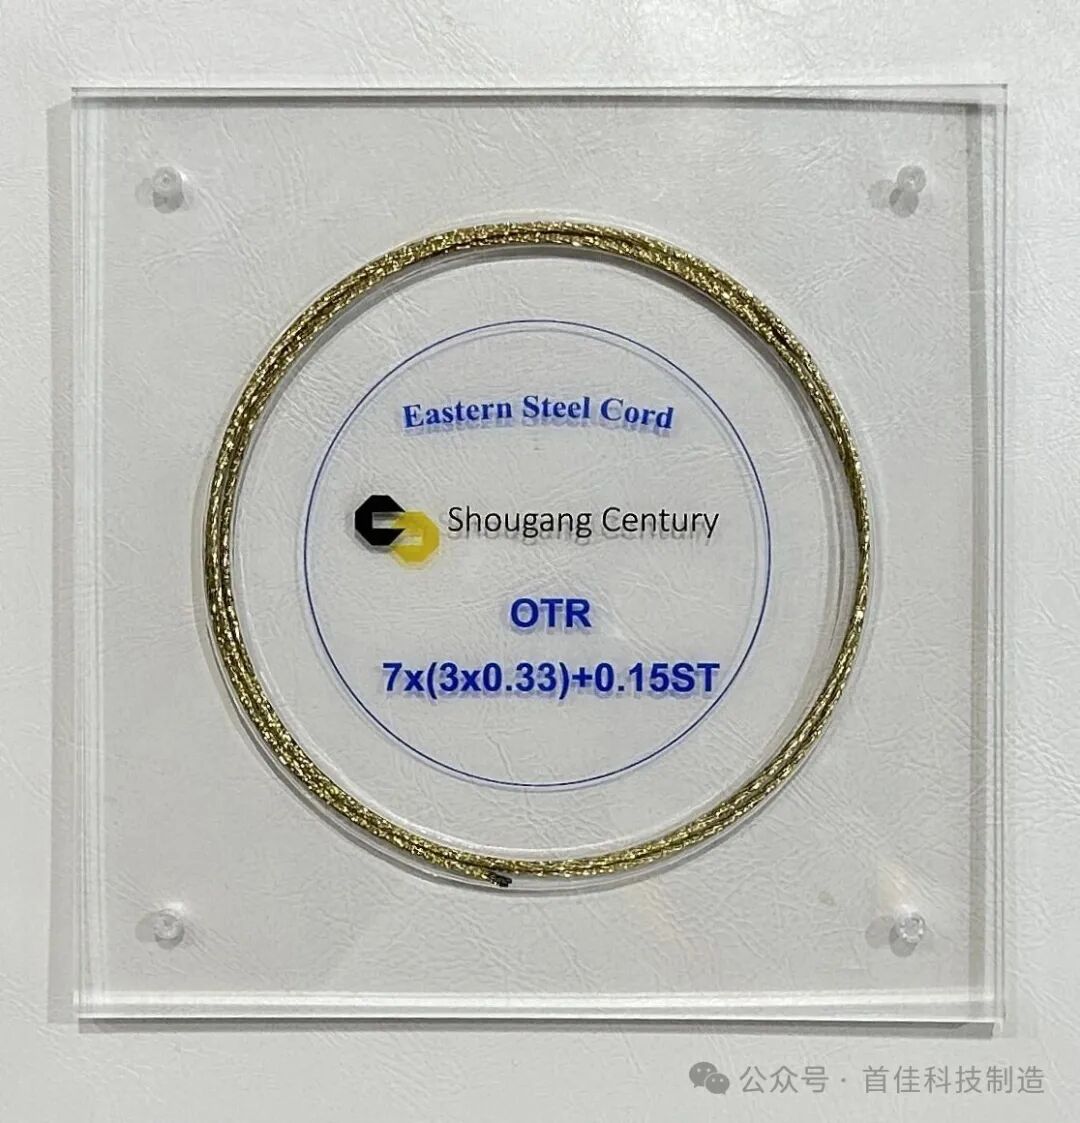 Eastern Steel Cord
Shougang Century
OTR
7x(3x0.33)+0.15ST
公众号 · 首佳科技制造